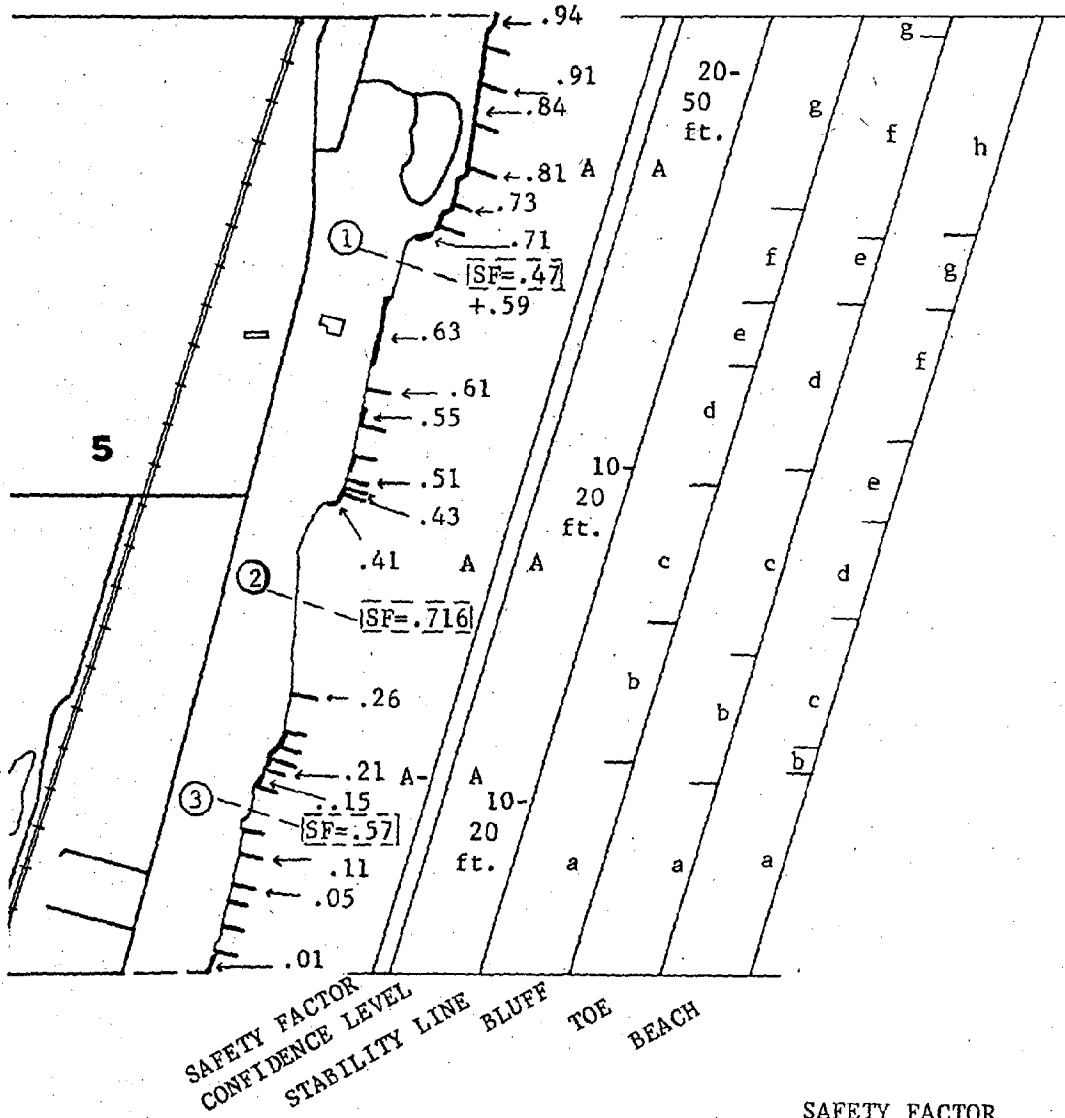 .94
g
20-
50
ft.
.91
.84
g
f
h
.81
A
A
.73
1
.71
f
e
g
SF=.47
+.59
.63
e
f
d
.61
d
.55
5
10-
20
ft.
.51
e
.43
.41
A
A
c
c
d
2
SF=.716
b
.26
b
c
b
.21
A-
A
3
.15
10-
20
ft.
SF=.57
.11
a
a
a
.05
.01
SAFETY FACTOR
CONFIDENCE LEVEL
STABILITY LINE
BLUFF
TOE
BEACH
SAFETY FACTOR